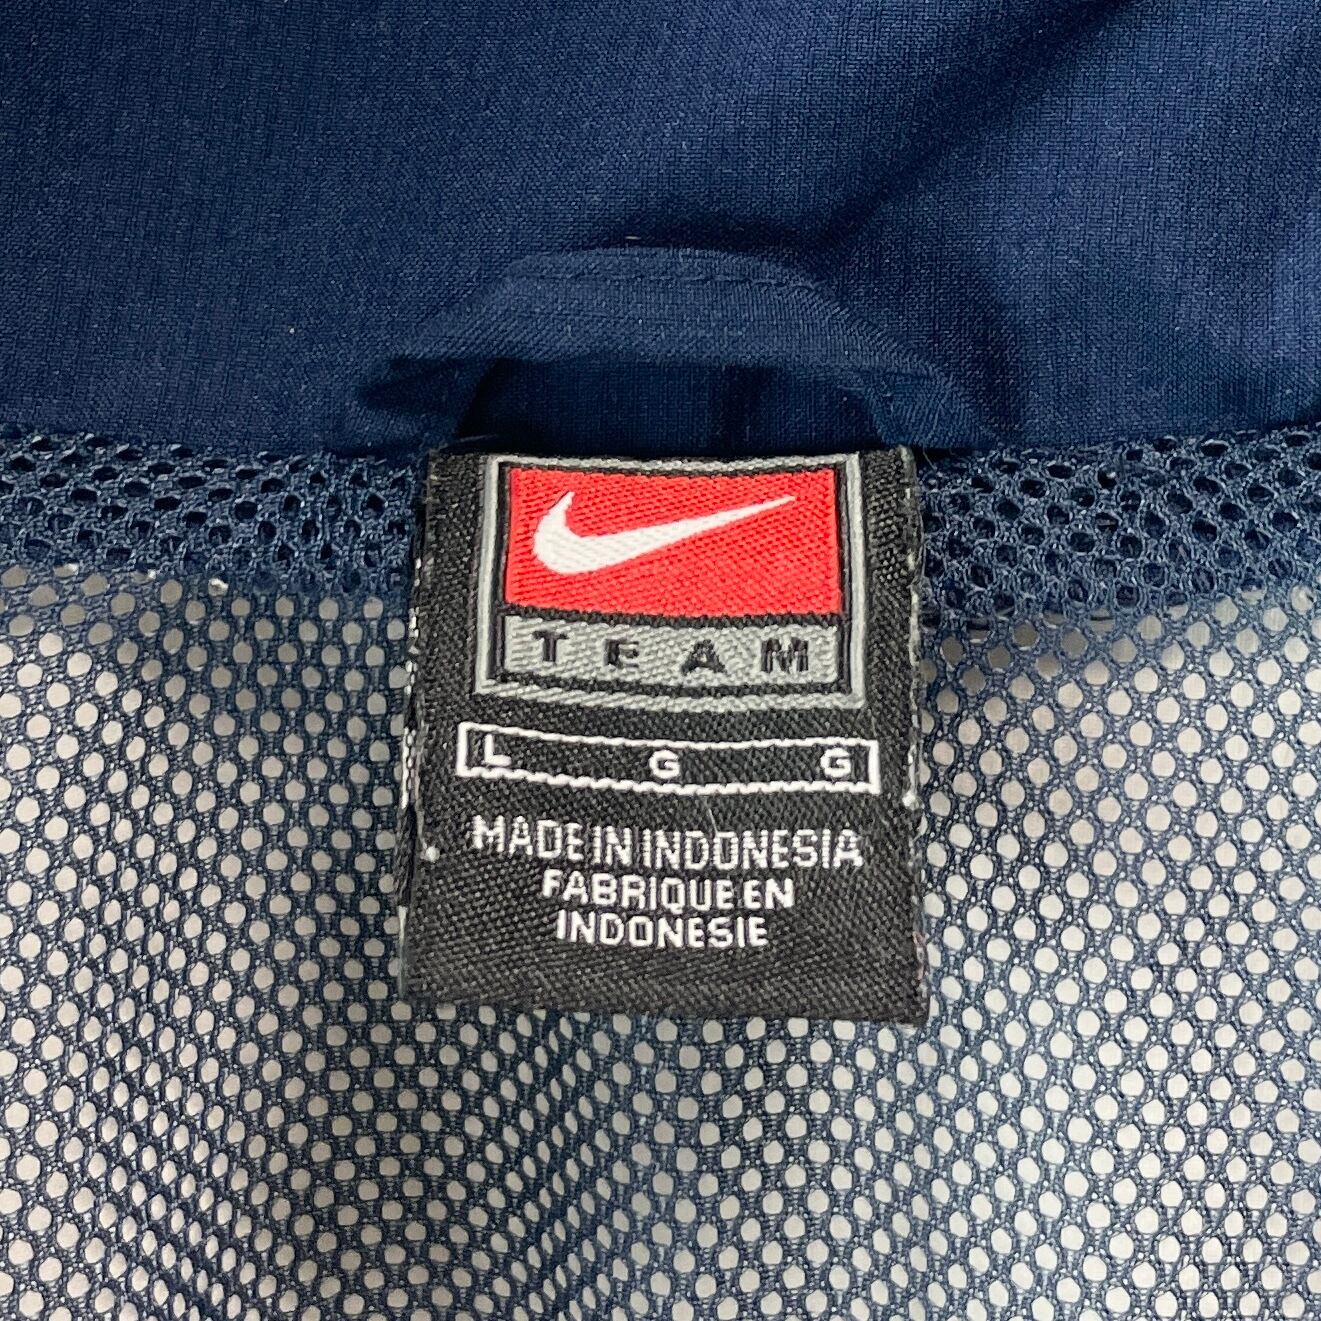 TEAM
L G G
MADE IN INDONESIA
FABRIQUE EN
INDONESIE